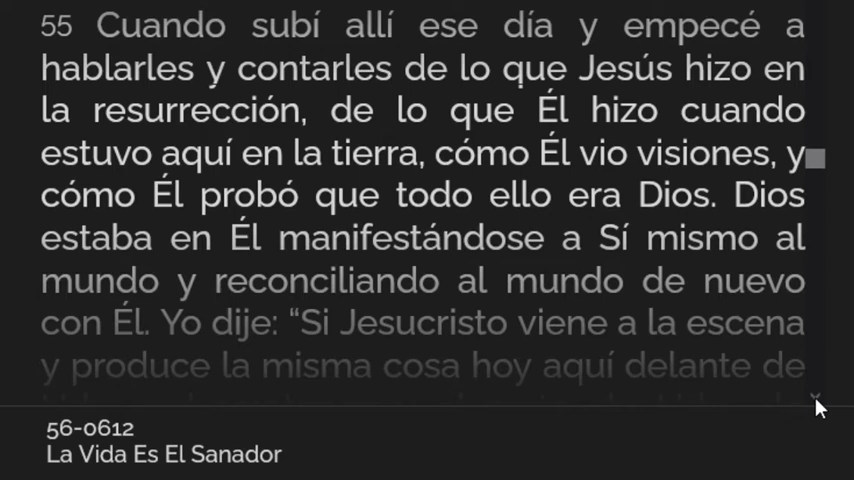 55 Cuando subí allí ese día y empecé a
hablarles y contarles de lo que Jesús hizo en
la resurrección, de lo que Él hizo cuando
estuvo aquí en la tierra, cómo Él vio visiones, y
cómo Él probó que todo ello era Dios. Dios
estaba en Él manifestándose a Sí mismo al
mundo y reconciliando al mundo de nuevo
con Él. Yo dije: “Si Jesucristo viene a la escena
y produce la misma cosa hoy aquí delante de
56-0612
La Vida Es El Sanador